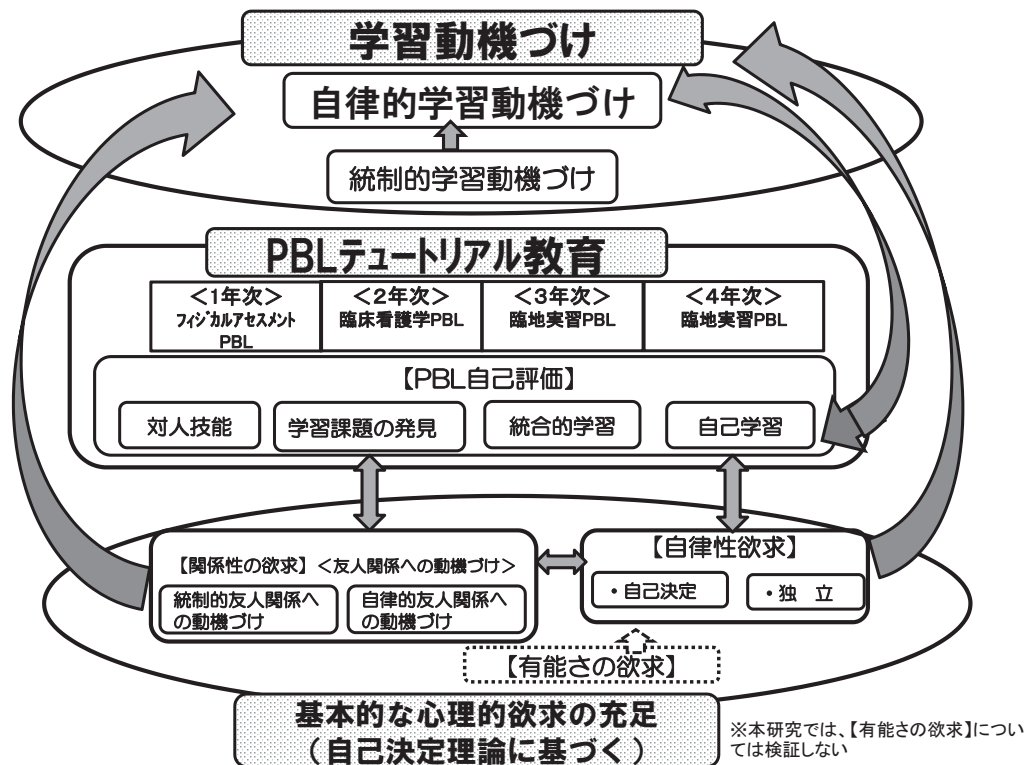 学習動機づけ
自律的学習動機づけ
統制的学習動機づけ
PBLテュートリアル教育
＜1年次＞
フィジカルアセスメント
PBL
＜2年次＞
臨床看護学PBL
＜3年次＞
臨地実習PBL
＜4年次＞
臨地実習PBL
【PBL自己評価】
対人技能
学習課題の発見
統合的学習
自己学習
【関係性の欲求】＜友人関係への動機づけ＞
統制的友人関係へ
の動機づけ
自律的友人関係へ
の動機づけ
【自律性欲求】
・自己決定
・独　立
【有能さの欲求】
基本的な心理的欲求の充足
（自己決定理論に基づく）
※本研究では、【有能さの欲求】につい
ては検証しない